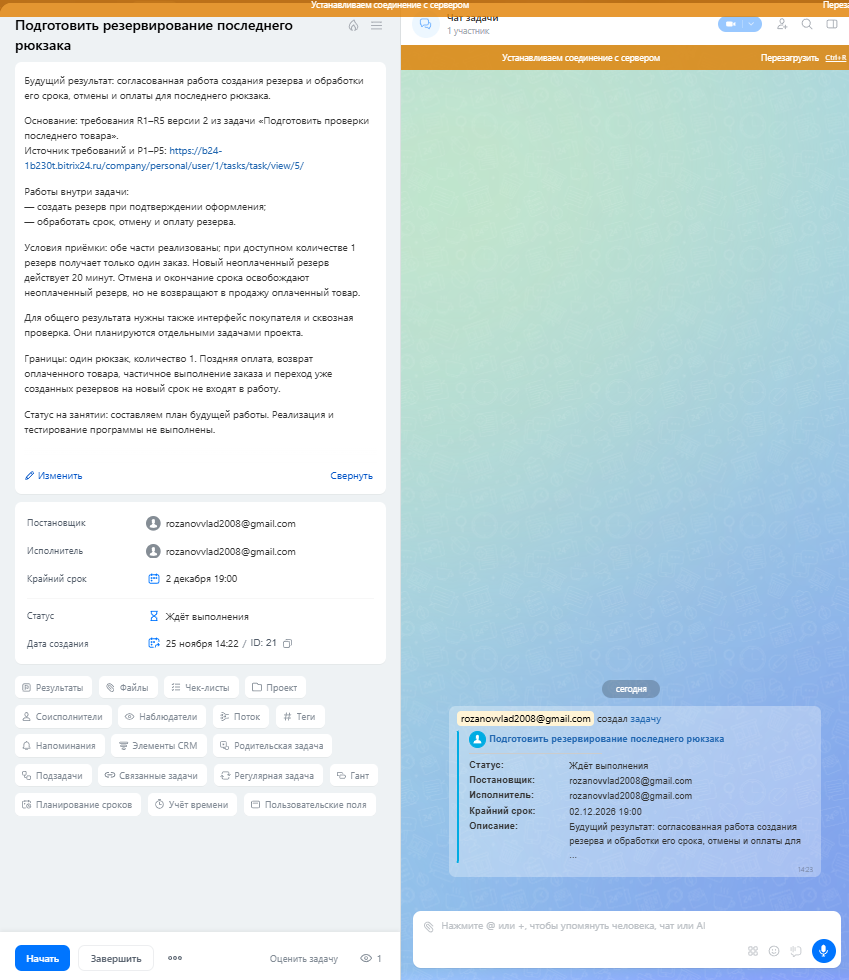 Устанавливаем соединение с сервером
Подготовить резервирование последнего
рюкзака
Будущий результат: согласованная работа создания резерва и обработки
его срока, отмены и оплаты для последнего рюкзака.
Основание: требования R1–R5 версии 2 из задачи «Подготовить проверки
последнего товара».
Источник требований и P1–P5: https://b24-
1b230t.bitrix24.ru/company/personal/user/1/tasks/task/view/5/
Работы внутри задачи:
— создать резерв при подтверждении оформления;
— обработать срок, отмену и оплату резерва.
Условия приёмки: обе части реализованы; при доступном количестве 1
резерв получает только один заказ. Новый неоплаченный резерв
действует 20 минут. Отмена и окончание срока освобождают
неоплаченный резерв, но не возвращают в продажу оплаченный товар.
Для общего результата нужны также интерфейс покупателя и сквозная
проверка. Они планируются отдельными задачами проекта.
Границы: один рюкзак, количество 1. Поздняя оплата, возврат
оплаченного товара, частичное выполнение заказа и переход уже
созданных резервов на новый срок не входят в работу.
Статус на занятии: составляем план будущей работы. Реализация и
тестирование программы не выполнены.
Изменить Свернуть
Постановщик rozanovvlad2008@gmail.com
Исполнитель rozanovvlad2008@gmail.com
Крайний срок 2 декабря 19:00
Статус Ждёт выполнения
Дата создания 25 ноября 14:22 / ID: 21
Результаты Файлы Чек-листы Проект
Соисполнители Наблюдатели Поток Теги
Напоминания Элементы CRM Родительская задача
Подзадачи Связанные задачи Регулярная задача Гант
Планирование сроков Учёт времени Пользовательские поля
Начать Завершить Оценить задачу 1
Чат задачи
1 участник
Устанавливаем соединение с сервером Перезагрузить Ctrl+R
сегодня
rozanovvlad2008@gmail.com создал задачу
Подготовить резервирование последнего рюкзака
Статус: Ждёт выполнения
Постановщик: rozanovvlad2008@gmail.com
Исполнитель: rozanovvlad2008@gmail.com
Крайний срок: 02.12.2026 19:00
Описание: Будущий результат: согласованная работа создания
резерва и обработки его срока, отмены и оплаты для
...
14:23
Нажмите @ или +, чтобы упомянуть человека, чат или AI